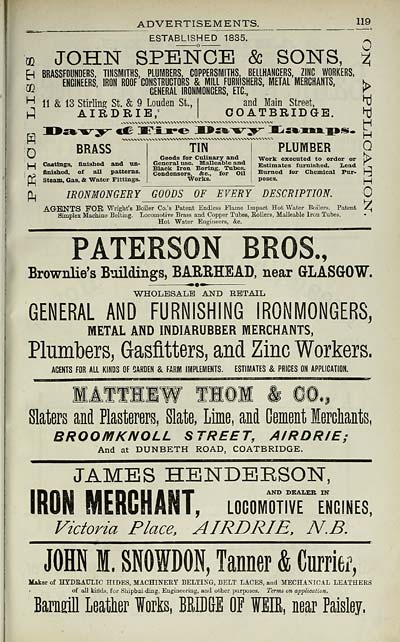 ADVERTISEMENTS. 119
PRICE LISTS
ON APPLICATION.
ESTABLISHED 1835.
JOHN SPENCE & SONS,
BRASSFOUNDERS, TINSMITHS, PLUMBERS, COPPERSMITHS, BELLHANCERS, ZINC WORKERS,
ENGINEERS, IRON ROOF CONSTRUCTORS & MILL FURNISHERS, METAL MERCHANTS,
GENERAL IRONMONGERS, ETC.,
11 & 13 Stirling St. & 9 Louden St.,
AIRDRIE,
and Main Street,
COATBRIDGE.
Davy & Fire Davy Lamps.
BRASS
Castings, finished and un-
finished, of all patterns.
Steam, Gas, & Water Fittings.
TIN
Goods for Culinary and
General use. Malleable and
Black Iron Boring, Tubes,
Condensers, &c., for Oil
Works.
PLUMBER
Work executed to order or
Estimates furnished. Lead
Burned for Chemical Pur-
poses.
IRONMONGERY GOODS OF EVERY DESCRIPTION.
AGENTS FOR Wright's Boiler Co.'s Patent Endless Flame Impact Hot Water Boilers. Patent
Simplex Machine Belting. Locomotive Brass and Copper Tubes, Rollers, Malleable Iron Tubes.
Hot Water Engineers, &c.
PATERSON BROS.,
Brownlie's Buildings, BARRHEAD, near GLASGOW.
WHOLESALE AND RETAIL
GENERAL AND FURNISHING IRONMONGERS,
METAL AND INDIARUBBER MERCHANTS,
Plumbers, Gasfitters, and Zinc Workers.
AGENTS FOR ALL KINDS OF GARDEN & FARM IMPLEMENTS. ESTIMATES & PRICES ON APPLICATION.
MATTHEW THOM & CO.,
Slaters and Plasterers, Slate, Lime, and Cement Merchants,
BROOMKNOLL STREET, AIRDRIE;
And at DUNBETH ROAD, COATBRIDGE.
JAMES HENDERSON,
IRON MERCHANT, AND DEALER IN
LOCOMOTIVE ENGINES,
Victoria Place, AIRDRIE, N.B.
JOHN M. SNOWDON, Tanner & Currier,
Maker of HYDRAULIC HIDES, MACHINERY BELTING, BELT LACES, and MECHANICAL LEATHERS
of all kinds, for Shipbuilding, Engineering, and other purposes. Terms on application.
Barngill Leather Works, BRIDGE OF WEIR, near Paisley.